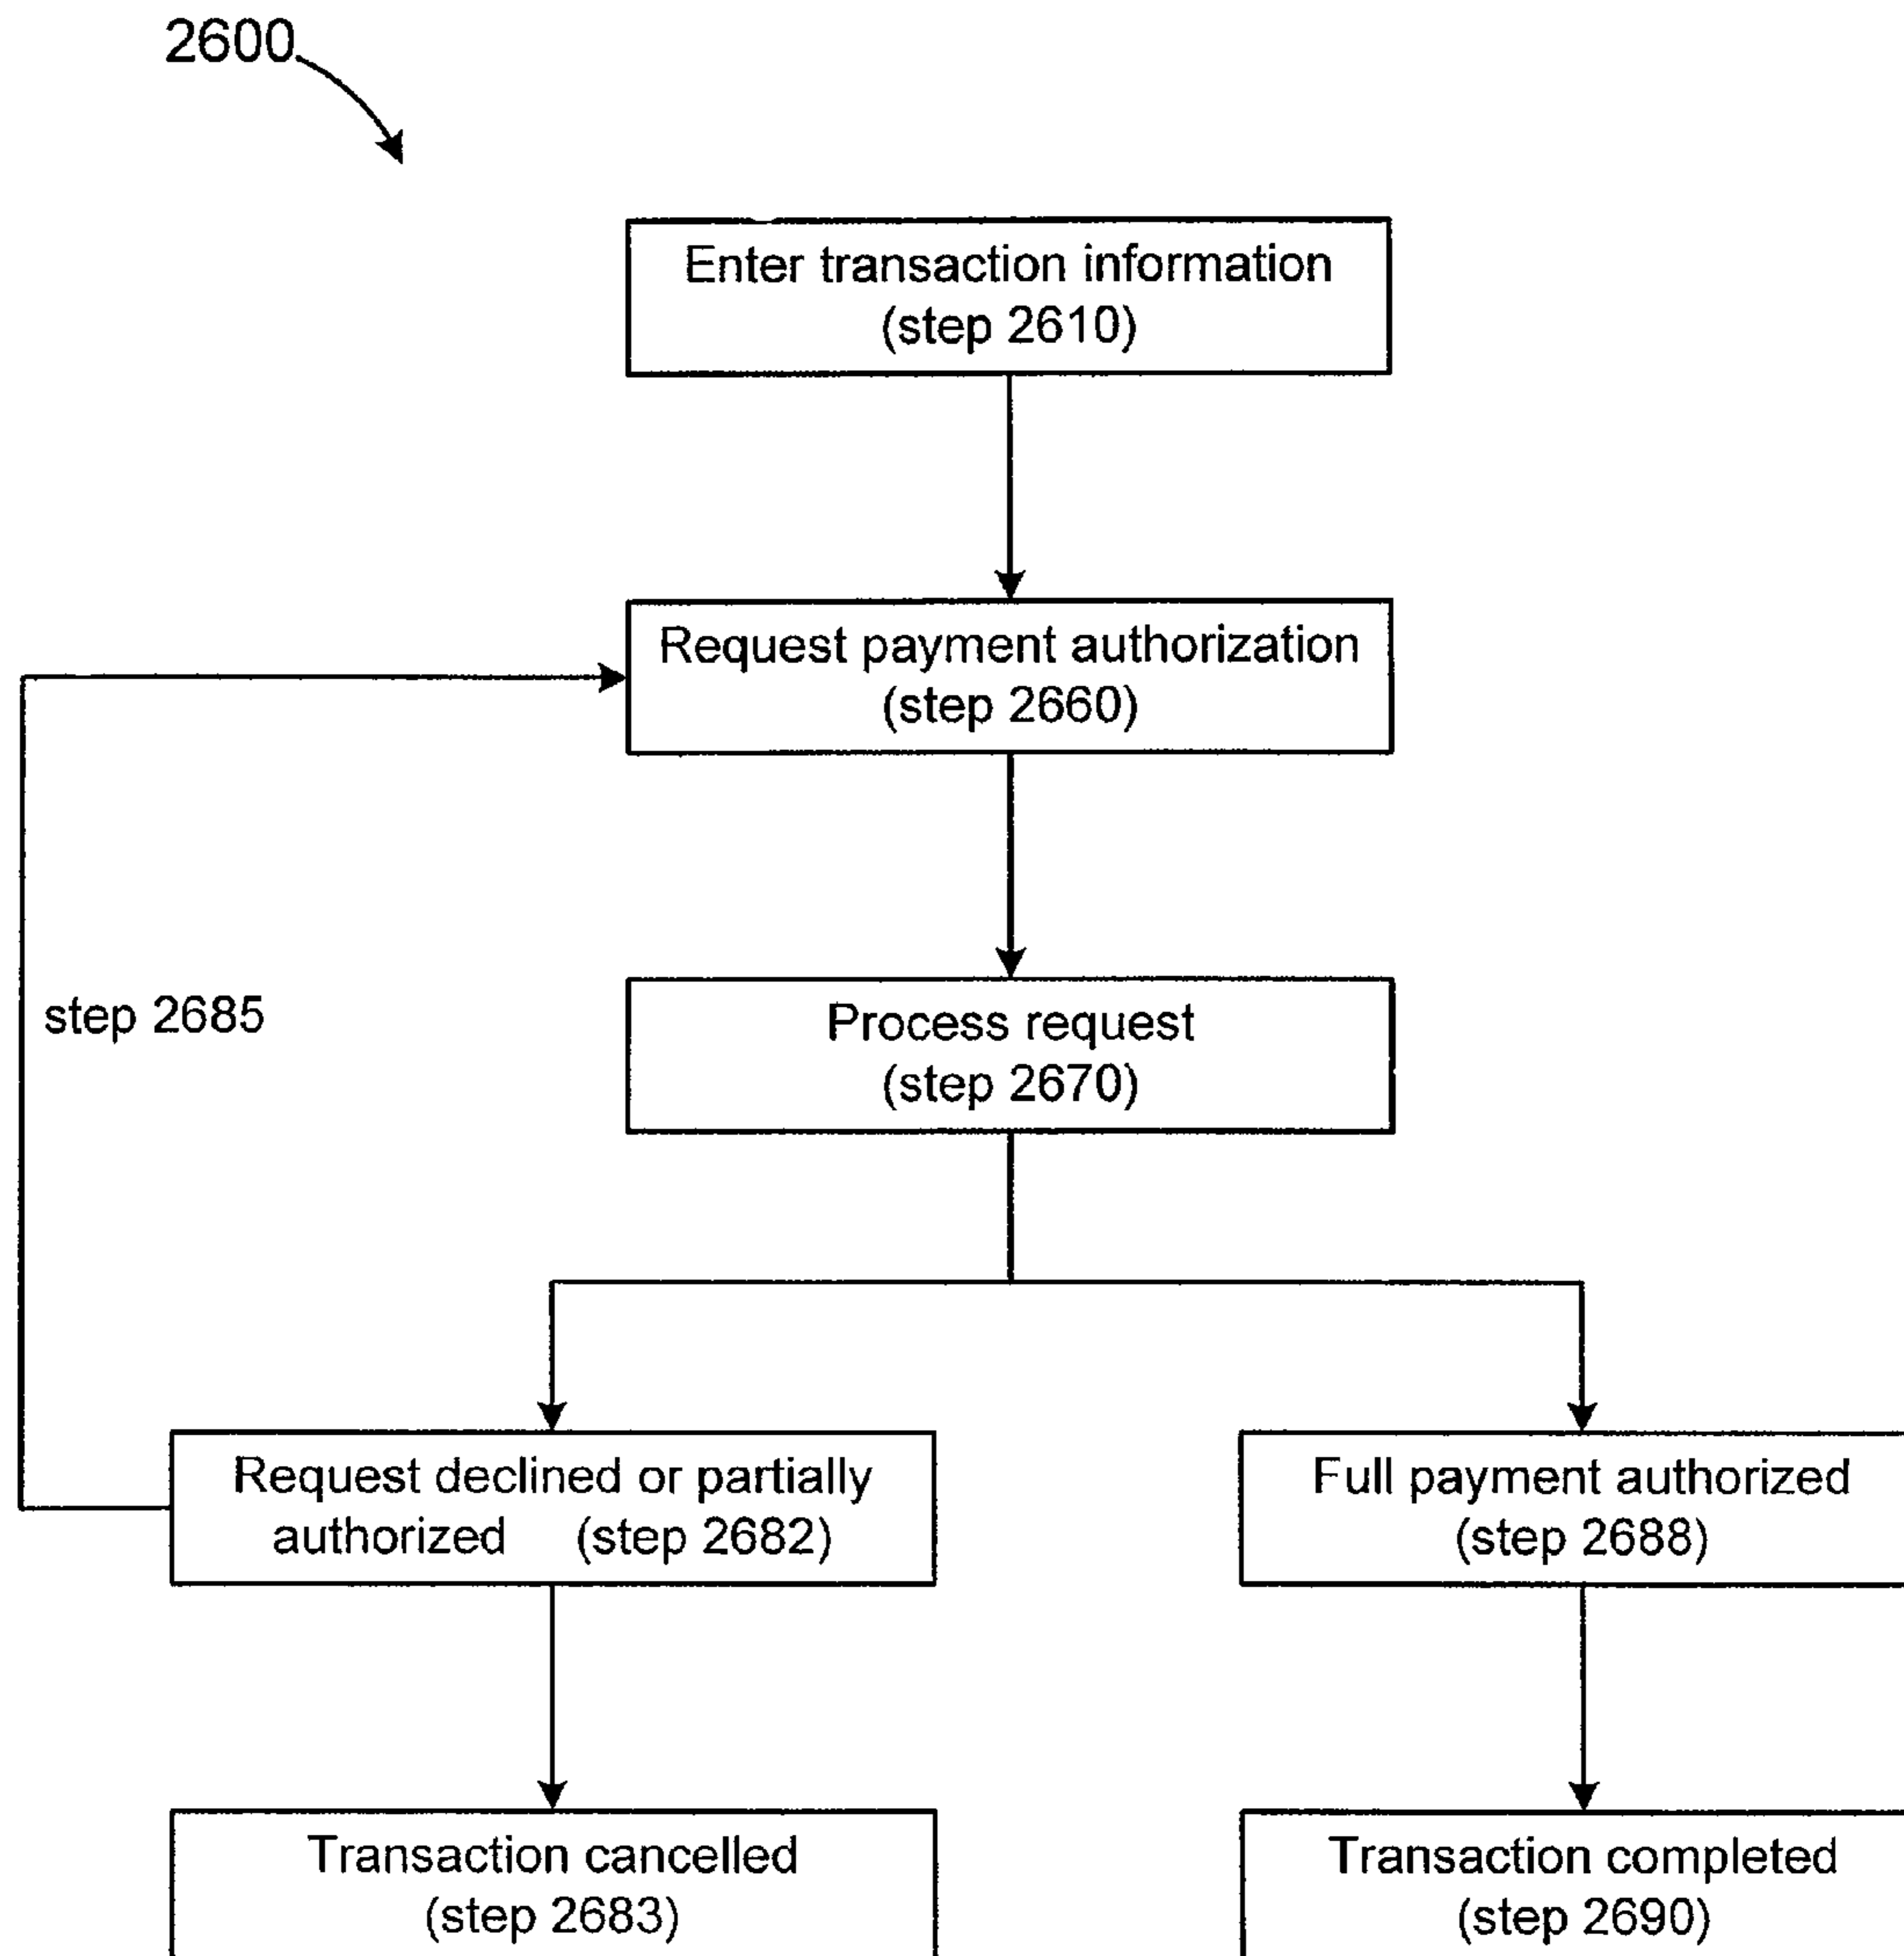 2600
Enter transaction information
(step 2610)
Request payment authorization
(step 2660)
step 2685
Process request
(step 2670)
Request declined or partially
authorized (step 2682)
Full payment authorized
(step 2688)
Transaction cancelled
(step 2683)
Transaction completed
(step 2690)